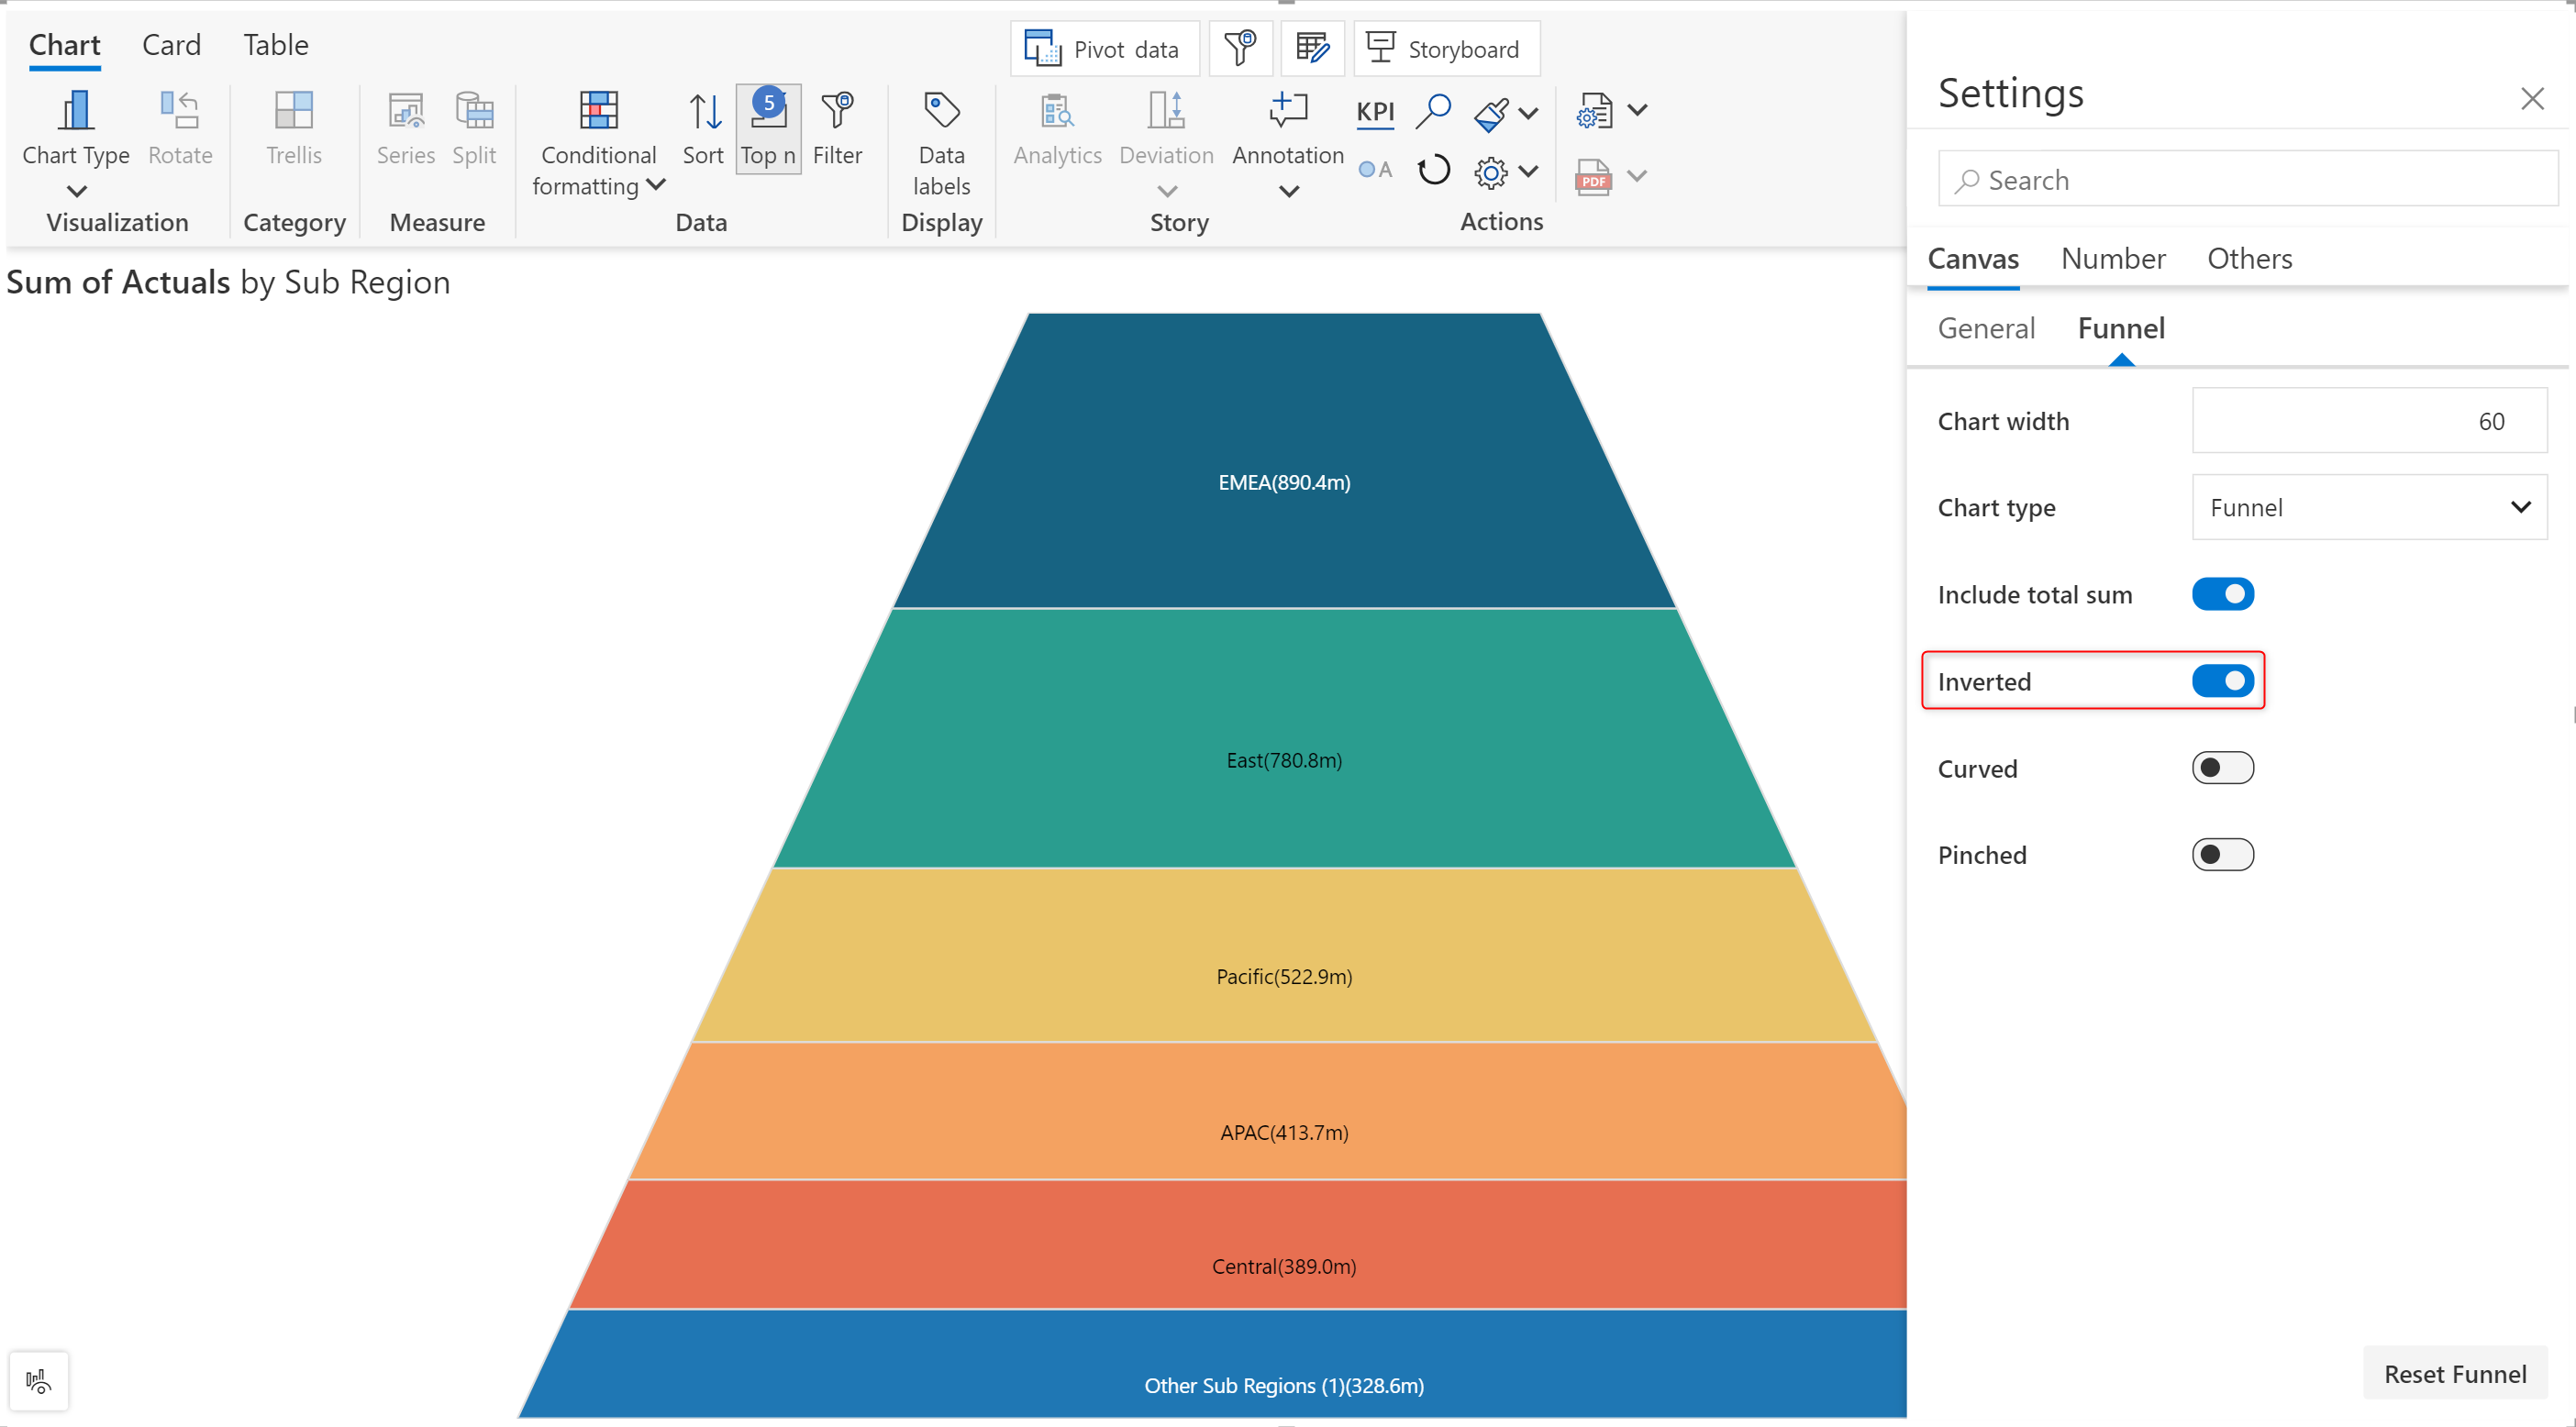 Chart Card Table
Pivot data
Storyboard
Chart Type
Rotate
Trellis
Series
Split
Conditional
formatting
Sort
5
Top n
Filter
Data
labels
Analytics
Deviation
Annotation
KPI
A
PDF
Visualization
Category
Measure
Data
Display
Story
Actions
Sum of Actuals by Sub Region
EMEA(890.4m)
East(780.8m)
Pacific(522.9m)
APAC(413.7m)
Central(389.0m)
Other Sub Regions (1)(328.6m)
Settings
Search
Canvas Number Others
General Funnel
Chart width 60
Chart type Funnel
Include total sum
Inverted
Curved
Pinched
Reset Funnel